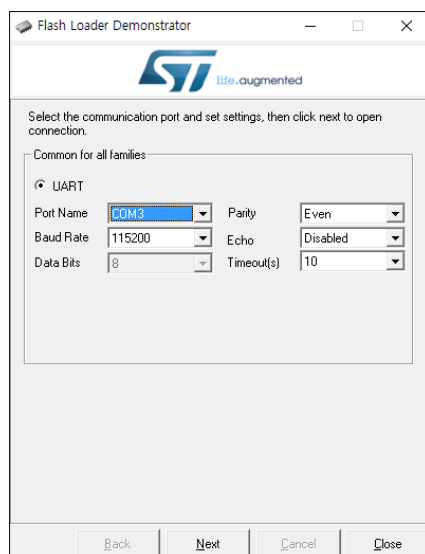 Flash Loader Demonstrator
ST life.augmented
Select the communication port and set settings, then click next to open
connection.
Common for all families
UART
Port Name COM3 Parity Even
Baud Rate 115200 Echo Disabled
Data Bits 8 Timeout(s) 10
Back Next Cancel Close